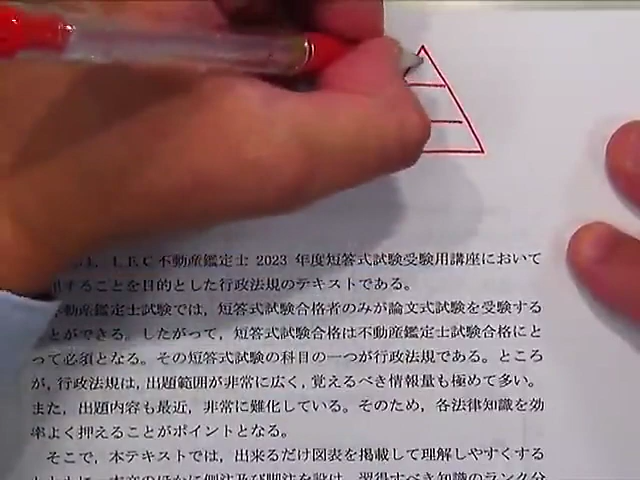 は、LEC不動産鑑定士 2023 年度短答式試験受験用講座において
用することを目的とした行政法規のテキストである。
動産鑑定士試験では，短答式試験合格者のみが論文式試験を受験する
とができる。したがって，短答式試験合格は不動産鑑定士試験合格にと
って必須となる。その短答式試験の科目の一つが行政法規である。ところ
が，行政法規は，出題範囲が非常に広く，覚えるべき情報量も極めて多い。
また，出題内容も最近，非常に難化している。そのため，各法律知識を効
率よく押えることがポイントとなる。
そこで，本テキストでは，出来るだけ図表を掲載して理解しやすくする